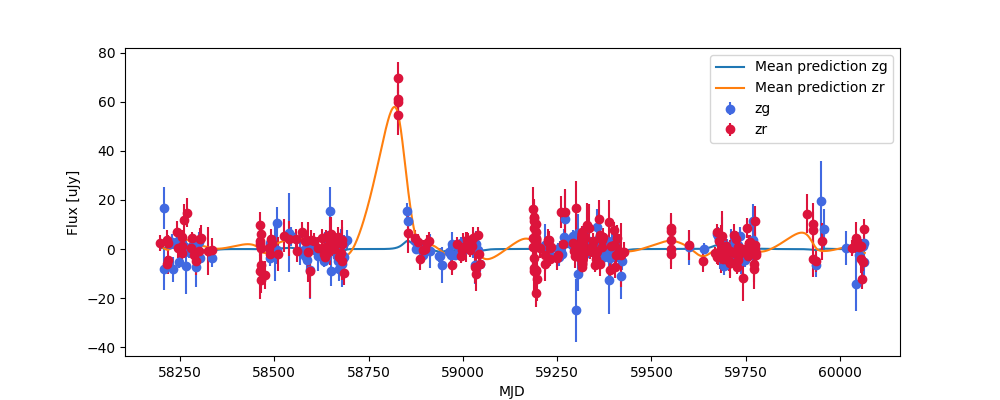 80
60
40
20
0
−20
−40
Flux [uJy]
58250
58500
58750
59000
59250
59500
59750
60000
MJD
Mean prediction zg
Mean prediction zr
zg
zr